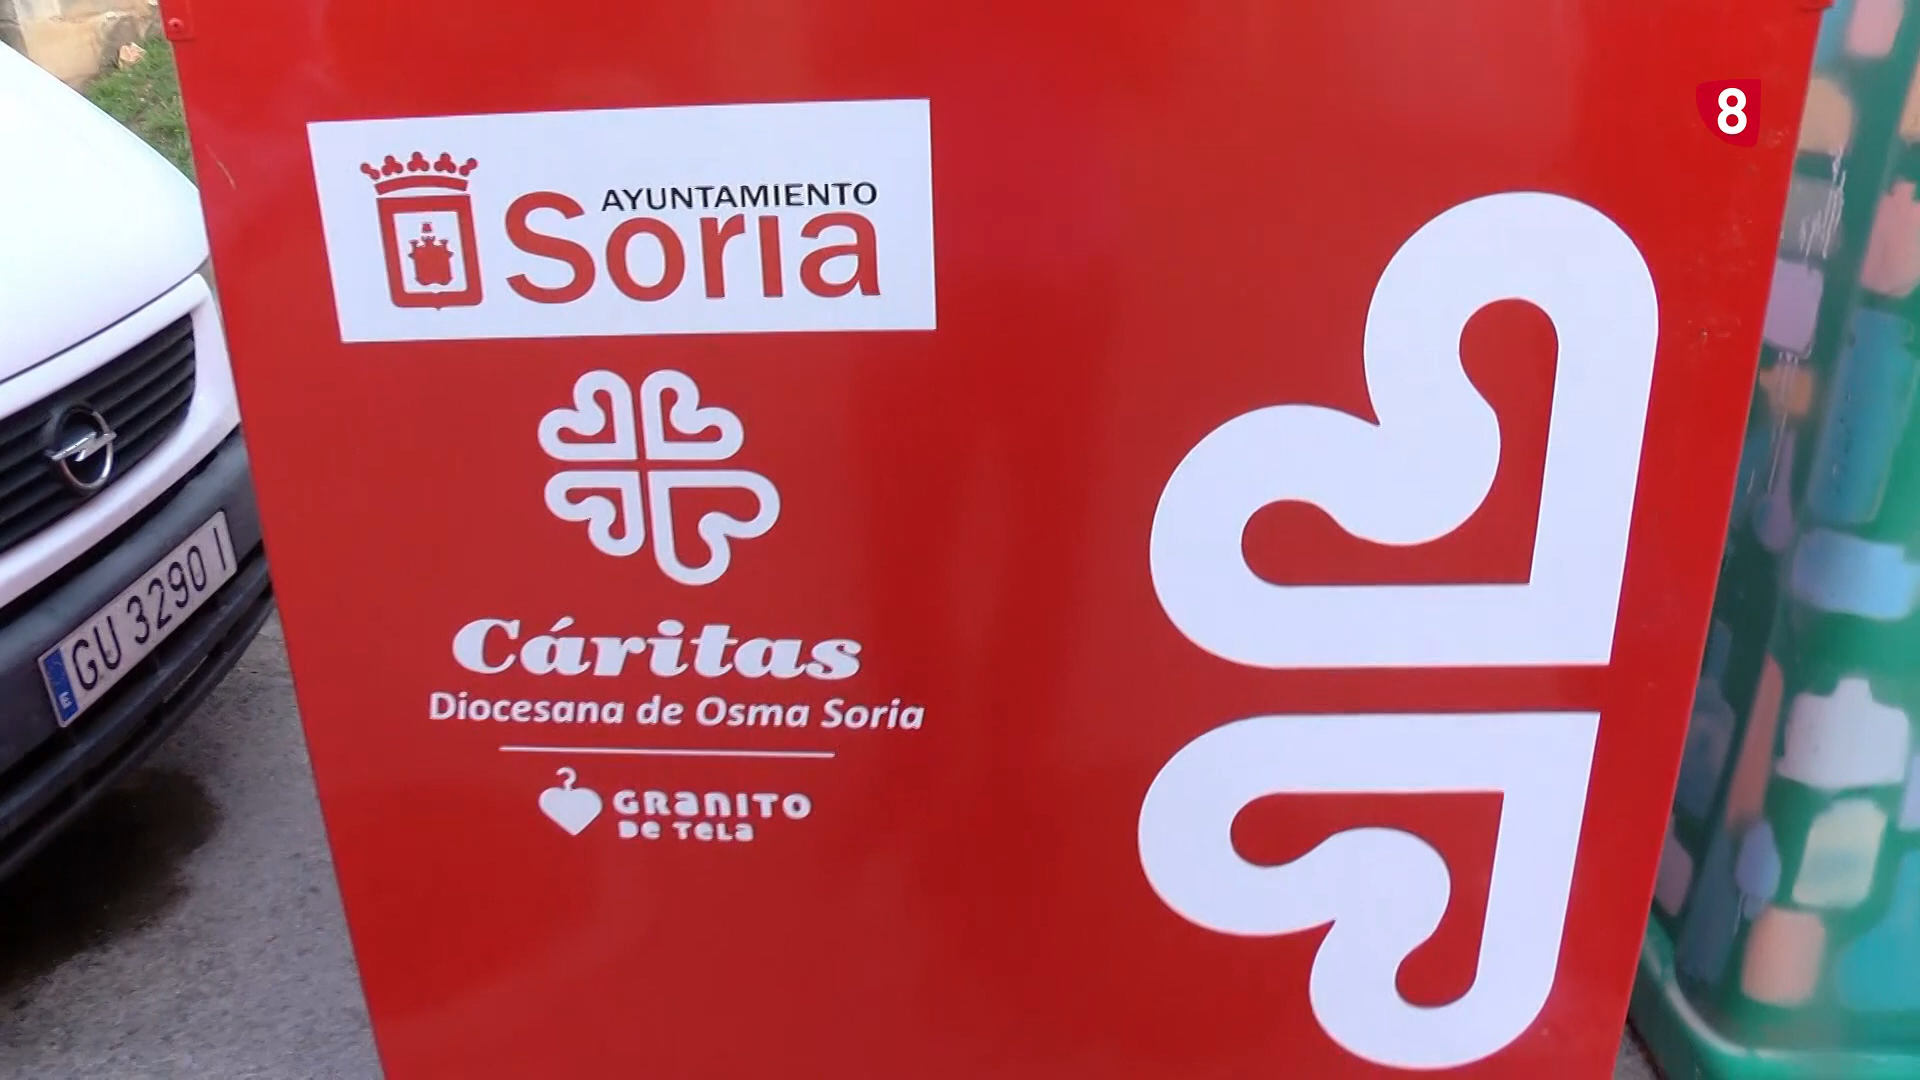 8
AYUNTAMIENTO
Soria
Cáritas
Diocesana de Osma Soria
GRANITO
DE TELA
GU 3290 I
E